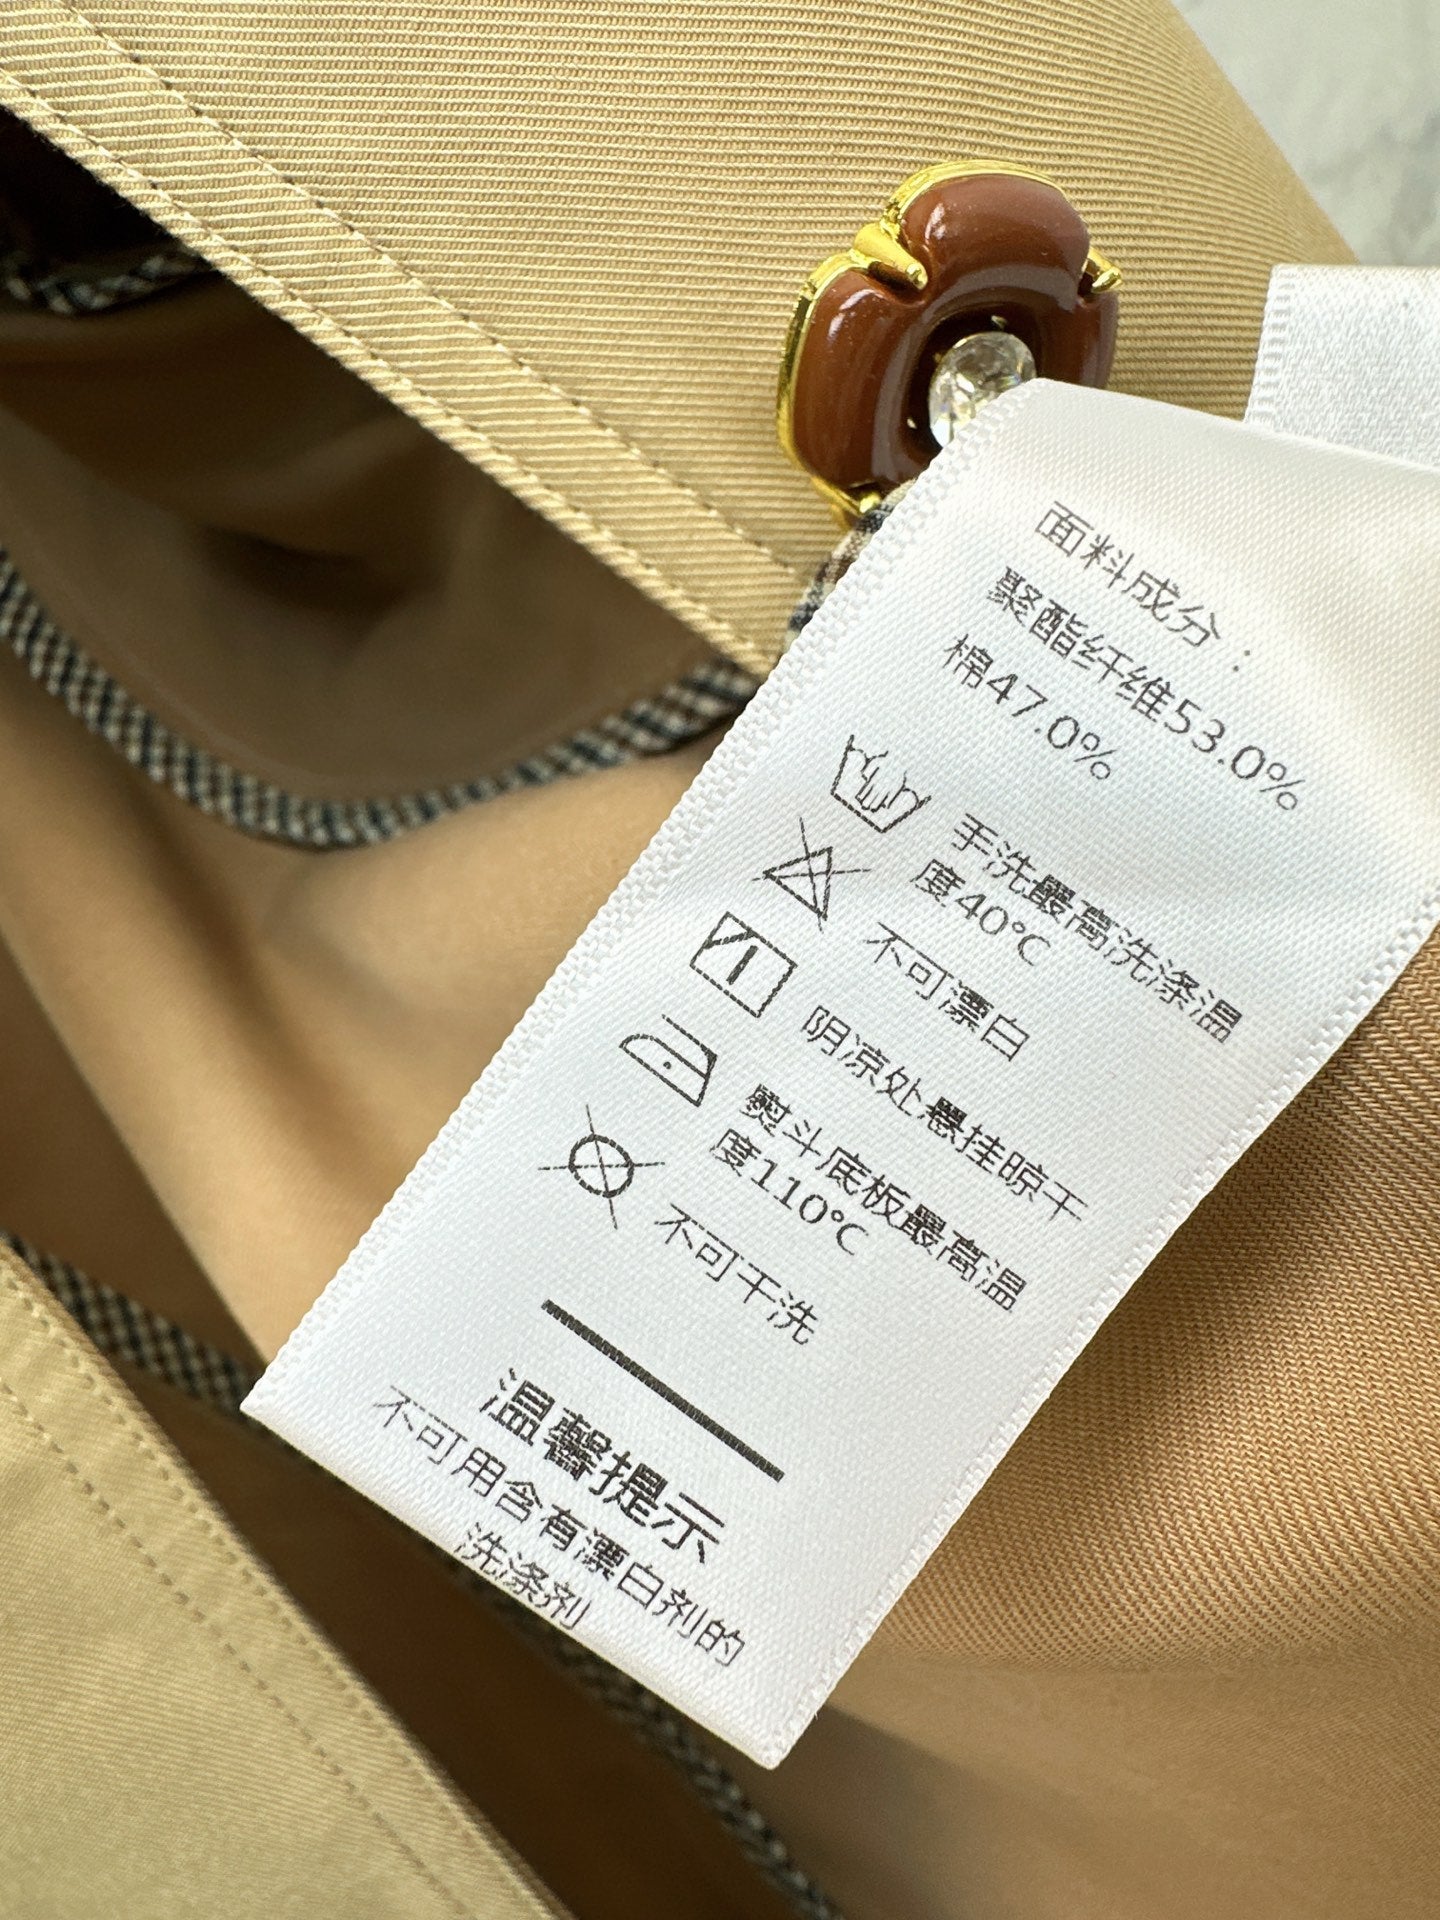 面料成分：
聚酯纤维53.0%
棉47.0%
手洗最高洗涤温
度40℃
不可漂白
阴凉处悬挂晾干
熨斗底板最高温
度110℃
不可干洗
温馨提示
不可用含有漂白剂的
洗涤剂